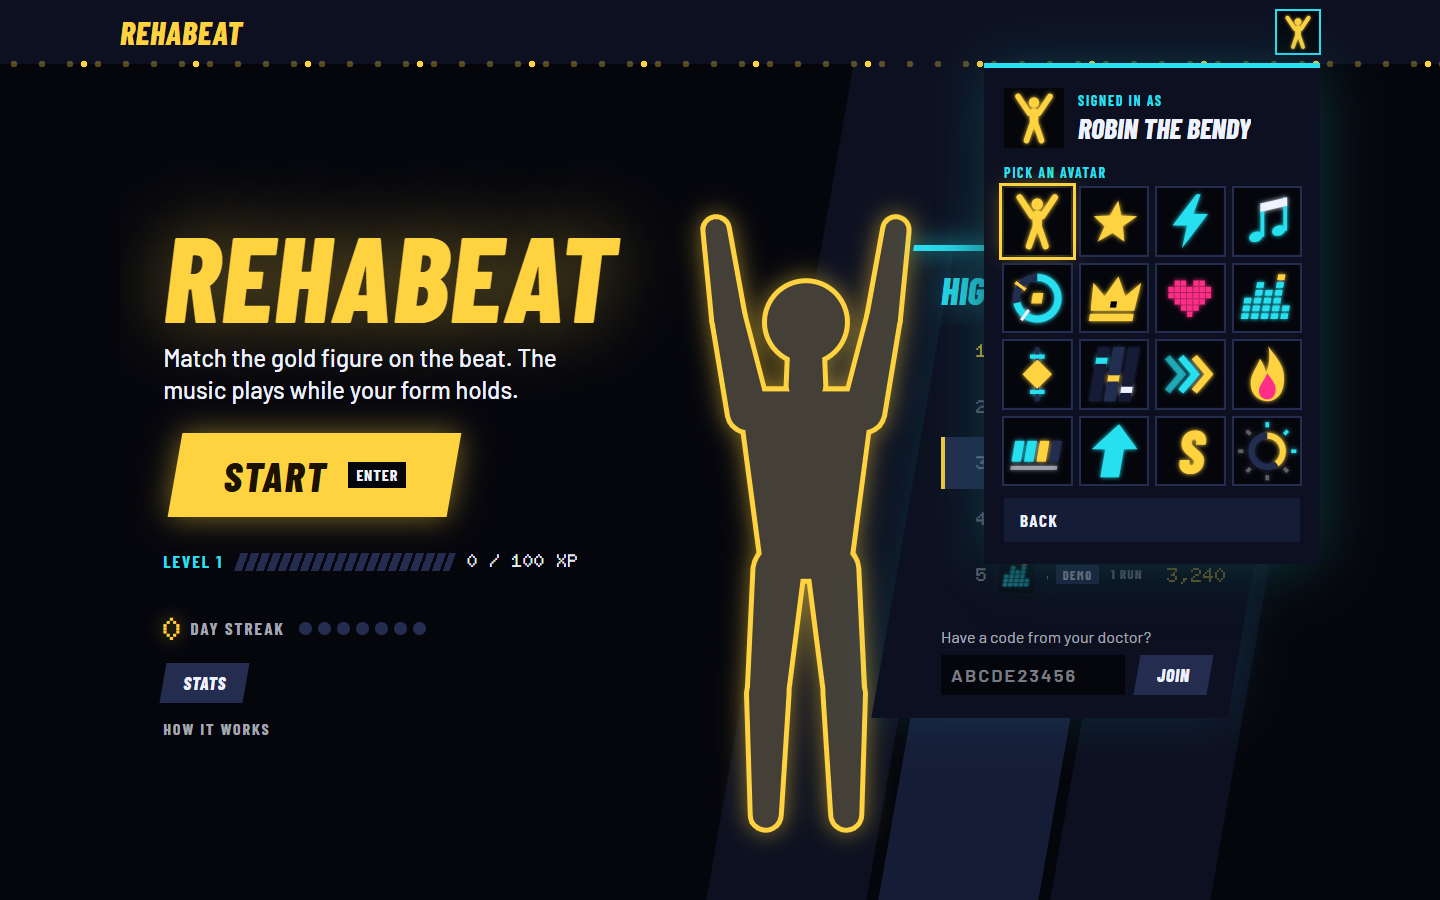 REHABEAT
SIGNED IN AS
ROBIN THE BENDY
PICK AN AVATAR
REHABEAT
Match the gold figure on the beat. The
music plays while your form holds.
START ENTER
LEVEL 1 0 / 100 XP
0 DAY STREAK
STATS
HOW IT WORKS
HIG
1
2
3
4
5 DEMO 1 RUN 3,240
S
BACK
Have a code from your doctor?
ABCDE23456 JOIN